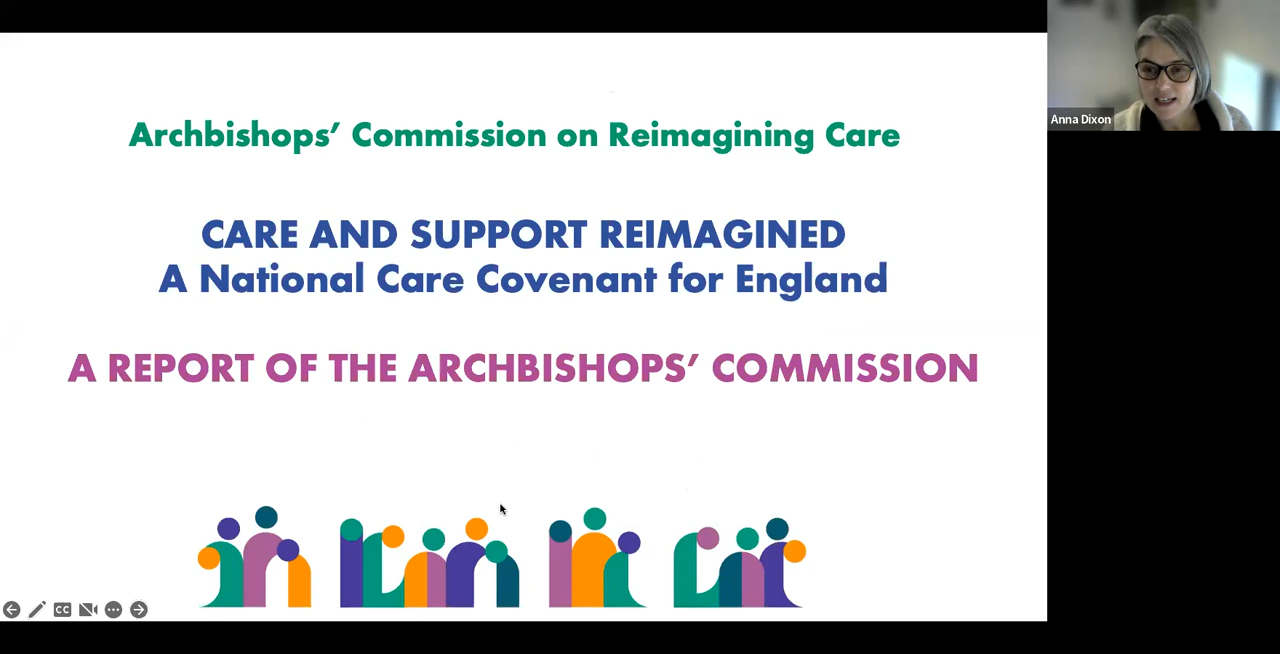 Archbishops’ Commission on Reimagining Care
CARE AND SUPPORT REIMAGINED
A National Care Covenant for England
A REPORT OF THE ARCHBISHOPS’ COMMISSION
Anna Dixon
CC